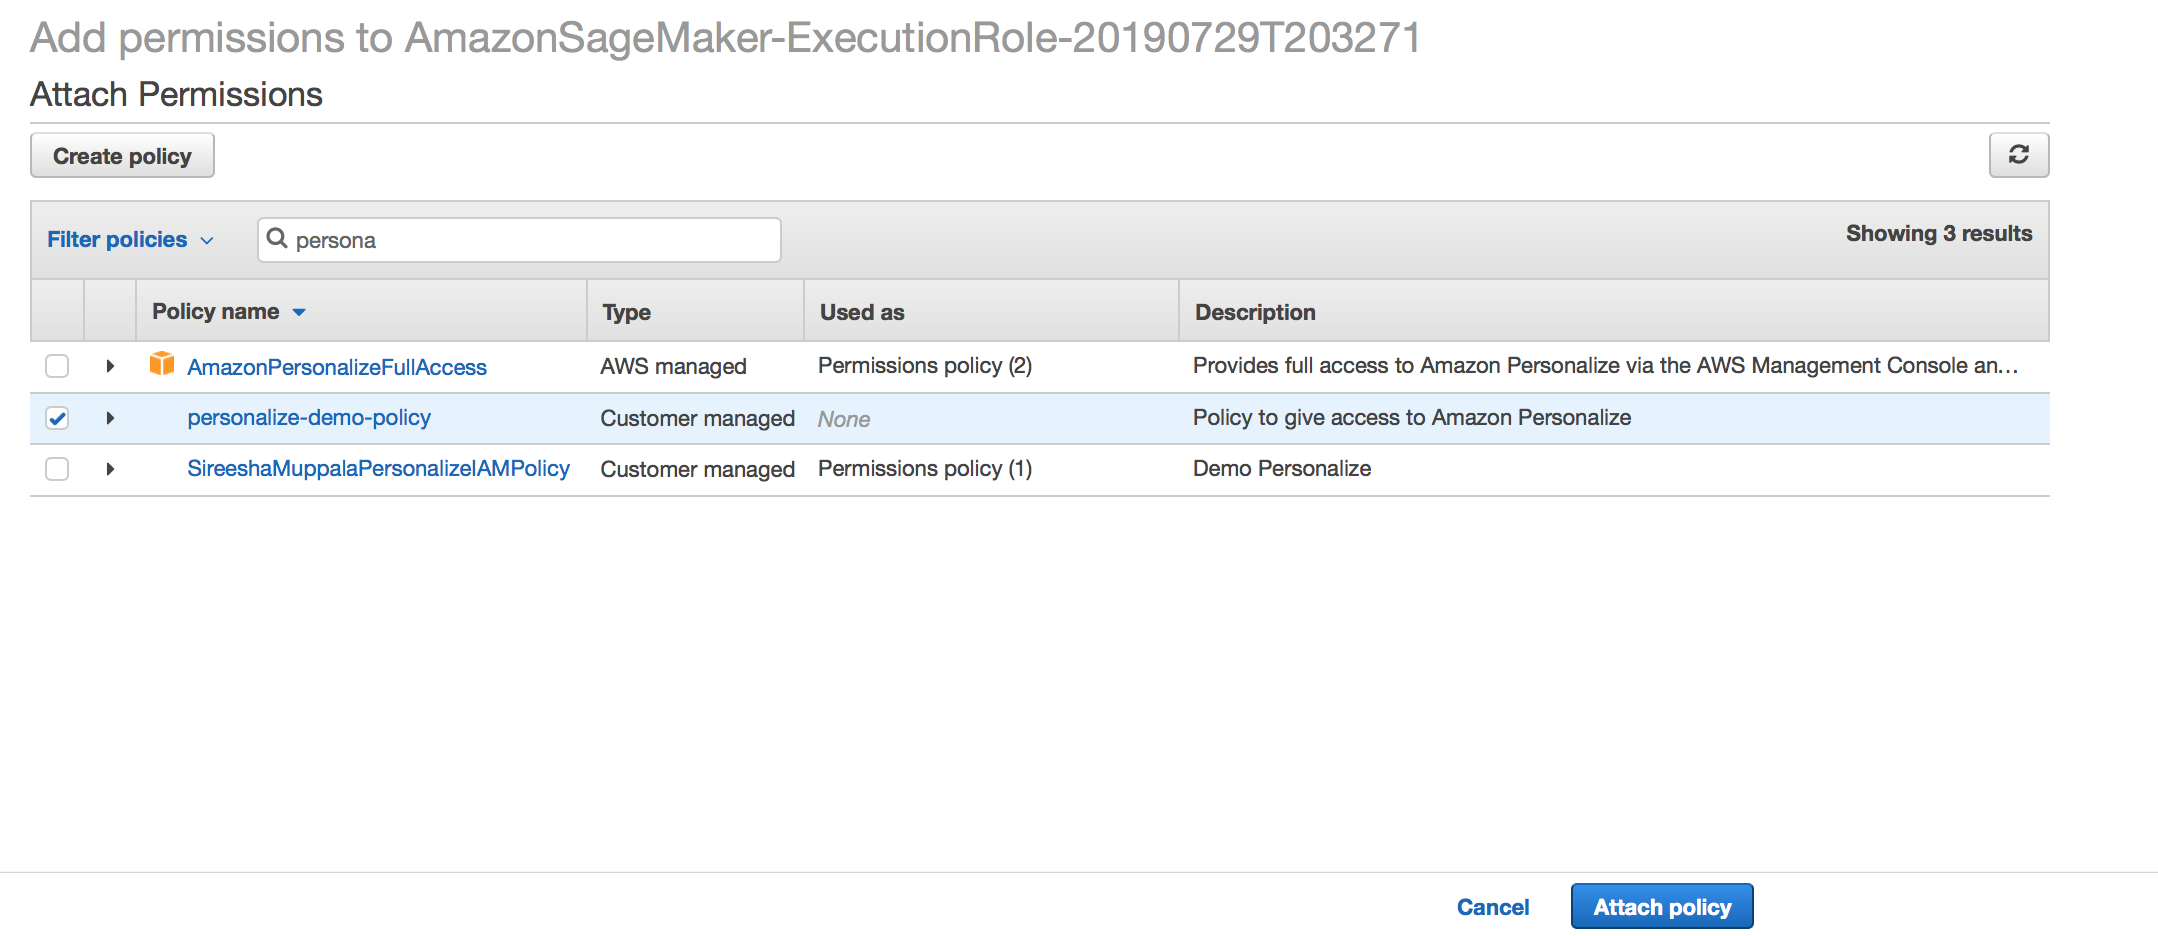 Add permissions to AmazonSageMaker-ExecutionRole-20190729T203271
Attach Permissions
Create policy
Filter policies persona Showing 3 results
Policy name Type Used as Description
AmazonPersonalizeFullAccess AWS managed Permissions policy (2) Provides full access to Amazon Personalize via the AWS Management Console an...
personalize-demo-policy Customer managed None Policy to give access to Amazon Personalize
SireeshaMuppalaPersonalizeIAMPolicy Customer managed Permissions policy (1) Demo Personalize
Cancel Attach policy